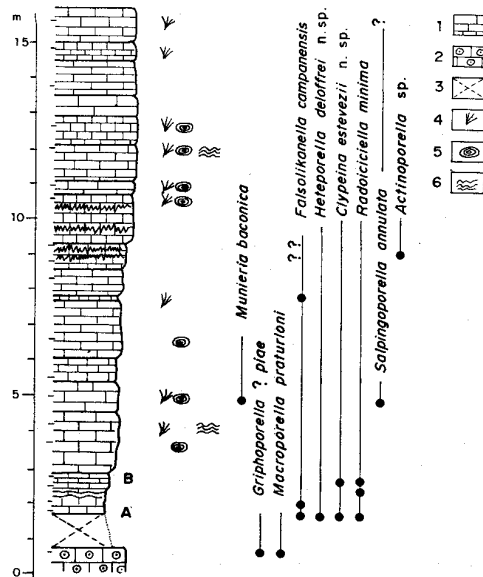 m
15
10
5
0
B
A
Munieria baconica
Griphoporella ? piae
Macroporella praturloni
Falsolikanella campanensis
? ?
Heteporella deloffrei n. sp.
Clypeina estevezii n. sp.
Radoiciciella minima
Salpingoporella annulata
?
Actinoporella sp.
1
2
3
4
5
6